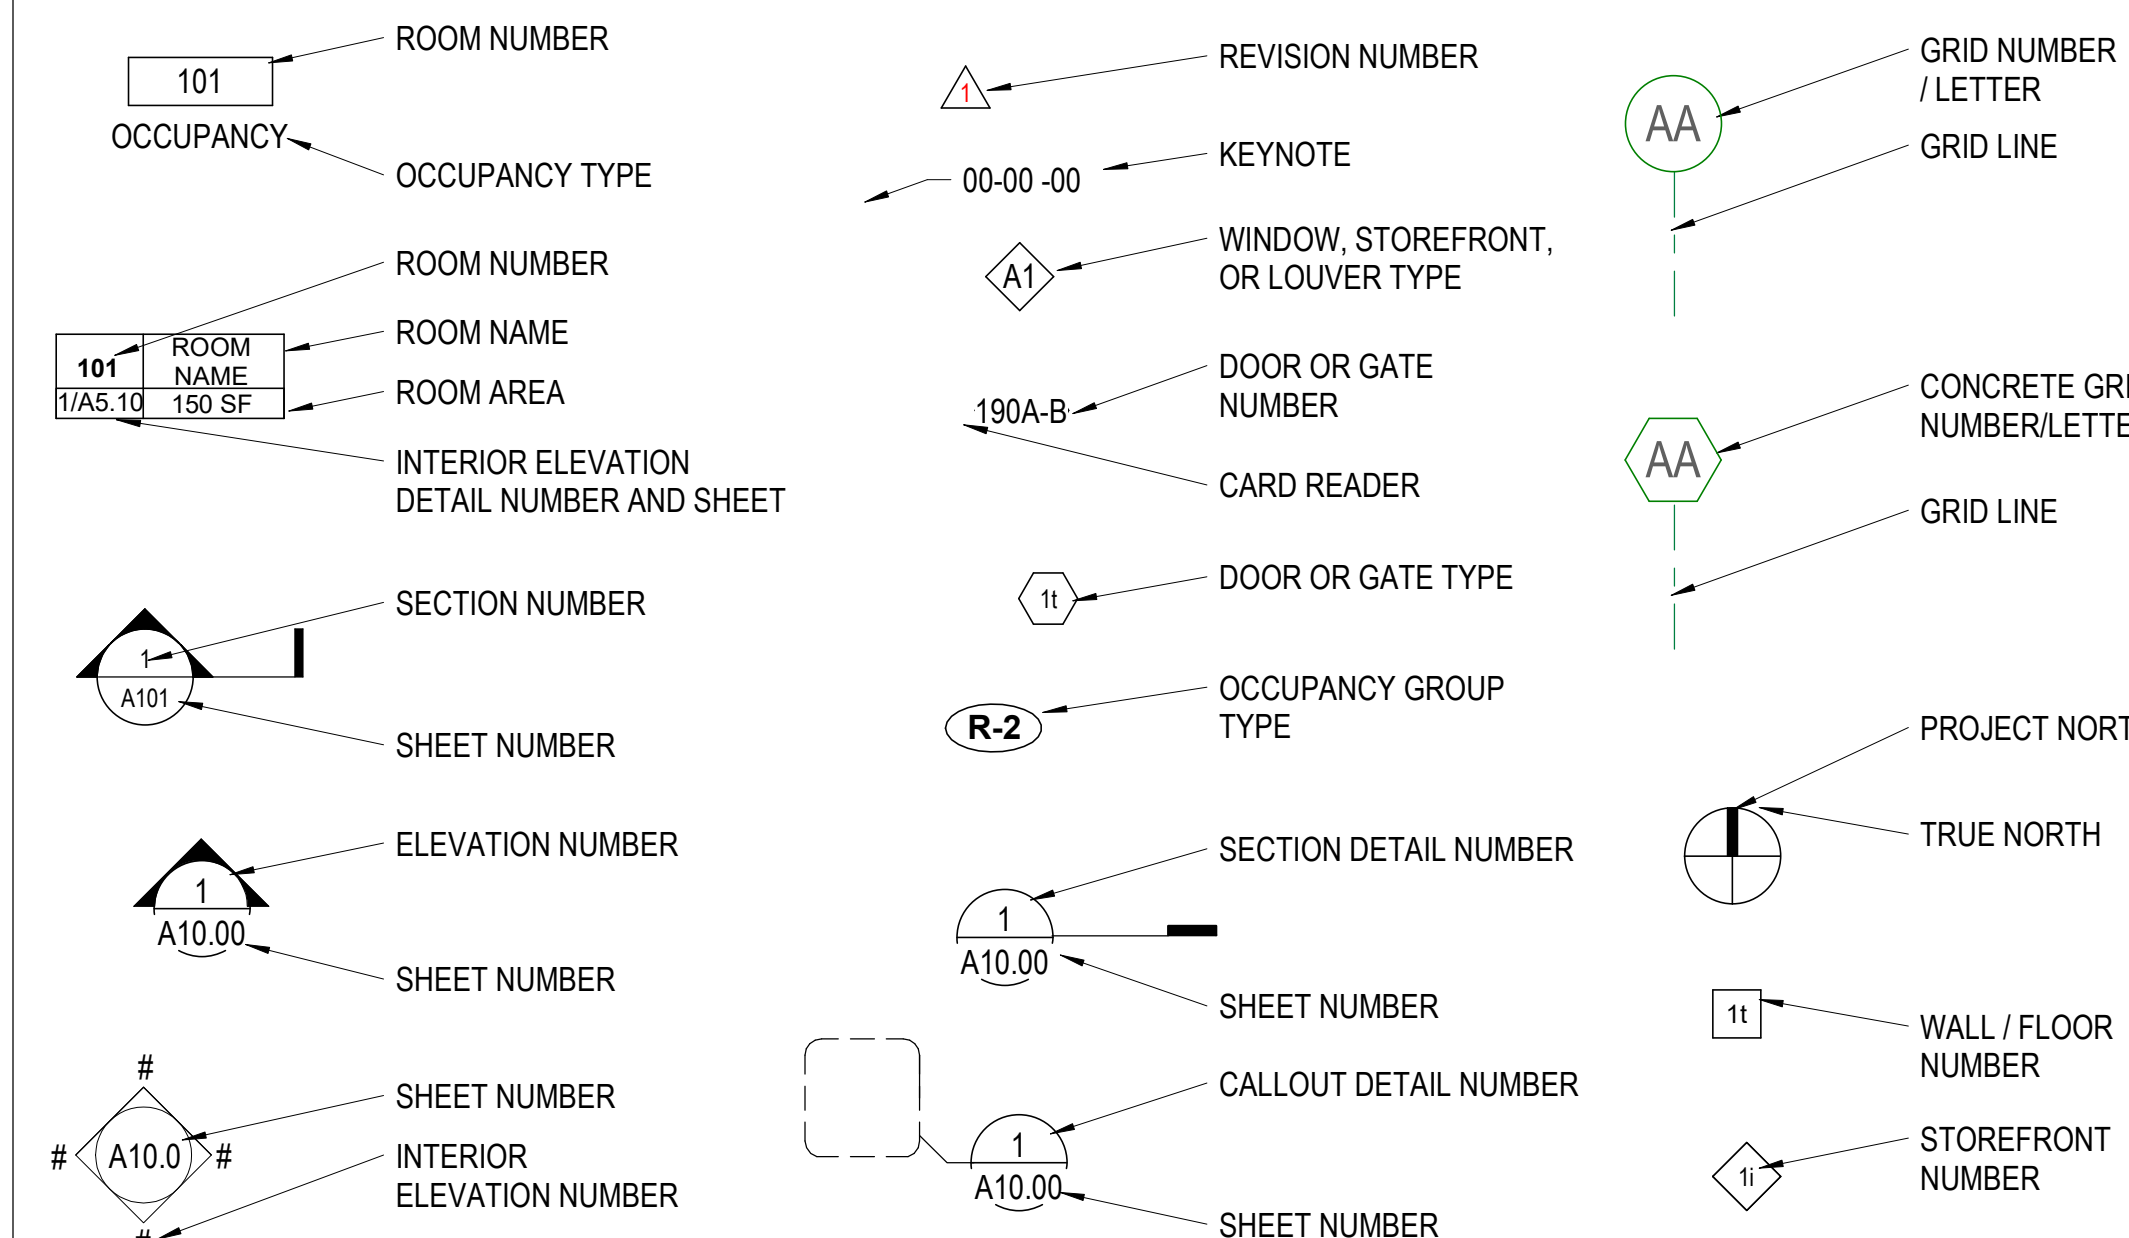 101
ROOM NUMBER
OCCUPANCY
OCCUPANCY TYPE
ROOM NUMBER
101
ROOM
NAME
1/A5.10
150 SF
ROOM NAME
ROOM AREA
INTERIOR ELEVATION
DETAIL NUMBER AND SHEET
1
A101
SECTION NUMBER
SHEET NUMBER
1
A10.00
ELEVATION NUMBER
SHEET NUMBER
#
#
A10.0
#
#
SHEET NUMBER
INTERIOR
ELEVATION NUMBER
1
REVISION NUMBER
00-00 -00
KEYNOTE
A1
WINDOW, STOREFRONT,
OR LOUVER TYPE
190A-B
DOOR OR GATE
NUMBER
CARD READER
1t
DOOR OR GATE TYPE
R-2
OCCUPANCY GROUP
TYPE
1
A10.00
SECTION DETAIL NUMBER
SHEET NUMBER
1
A10.00
CALLOUT DETAIL NUMBER
SHEET NUMBER
AA
GRID NUMBER
/ LETTER
GRID LINE
AA
CONCRETE GRI
NUMBER/LETTE
GRID LINE
PROJECT NORT
TRUE NORTH
1t
WALL / FLOOR
NUMBER
1i
STOREFRONT
NUMBER